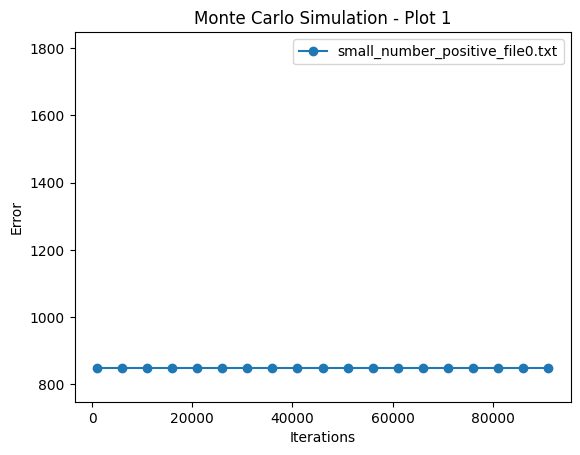 Monte Carlo Simulation - Plot 1
small_number_positive_file0.txt
1800
1600
1400
1200
1000
800
Error
0 20000 40000 60000 80000
Iterations